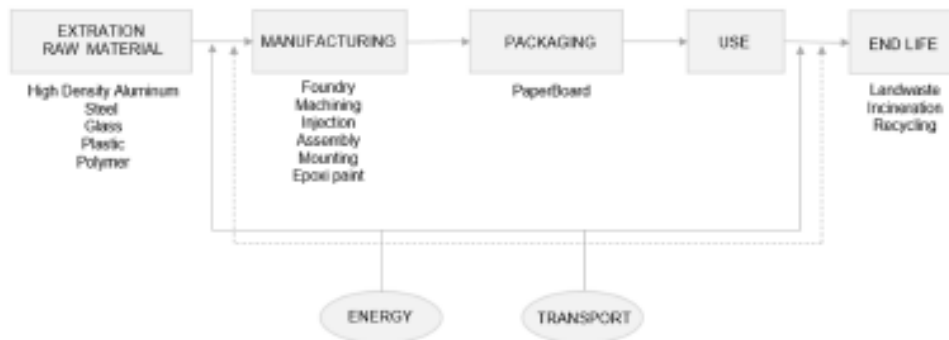 EXTRATION
RAW MATERIAL
MANUFACTURING
PACKAGING
USE
END LIFE
High Density Aluminum
Steel
Glass
Plastic
Polymer
Foundry
Machining
Injection
Assembly
Mounting
Epoxi paint
PaperBoard
Landwaste
Incineration
Recycling
ENERGY
TRANSPORT